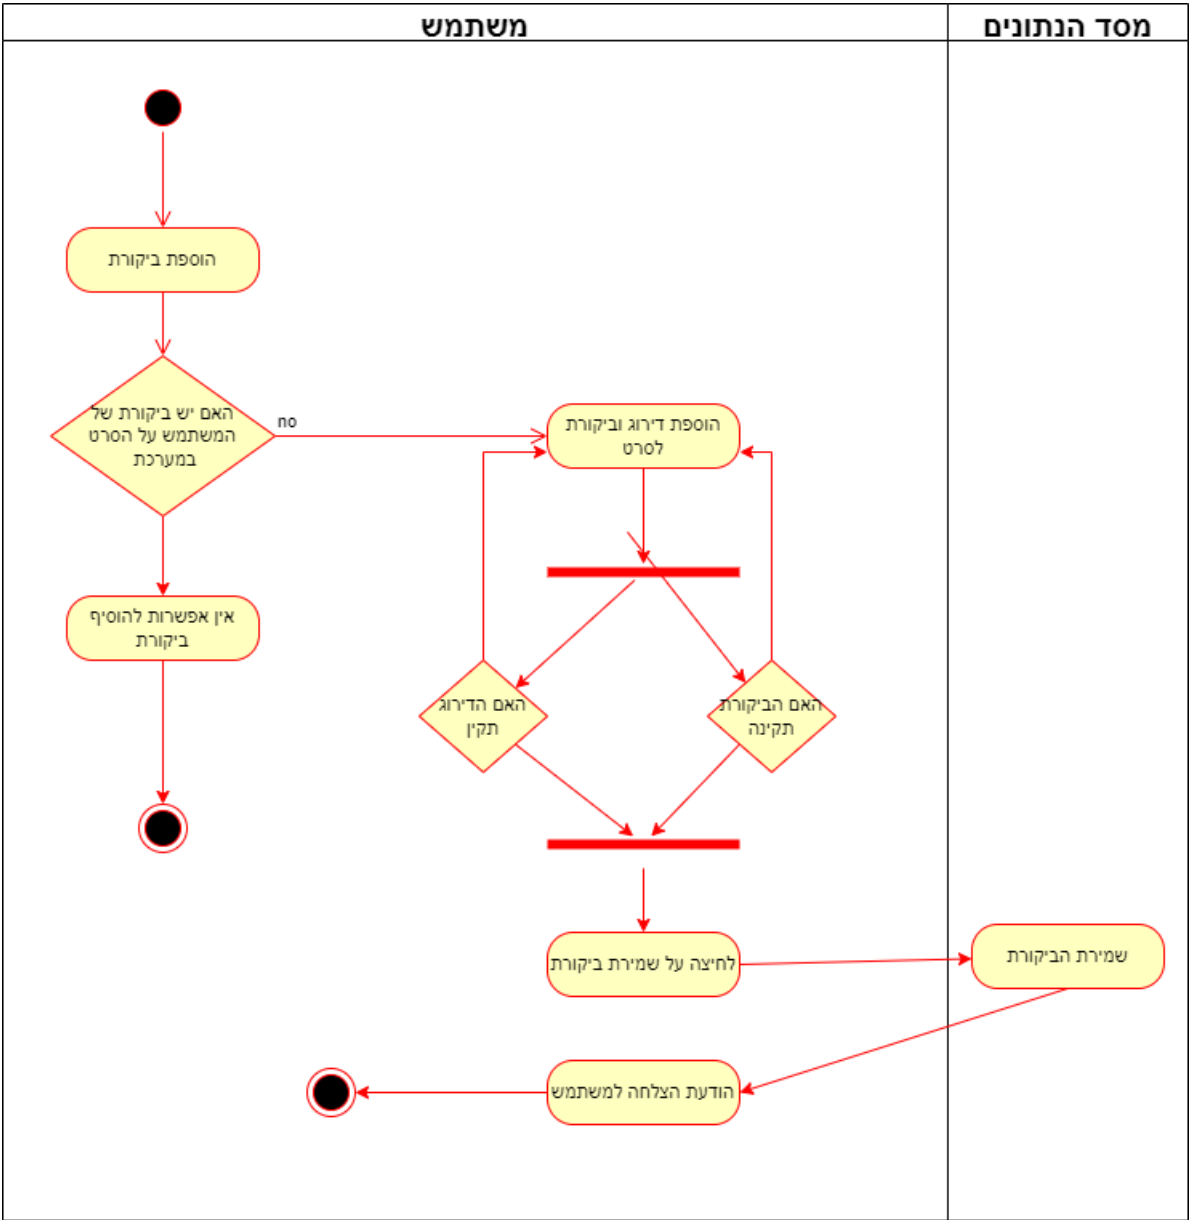 משתמש
מסד הנתונים
הוספת ביקורת
האם יש ביקורת של
המשתמש על הסרט
במערכת
no
הוספת דירוג וביקורת
לסרט
אין אפשרות להוסיף
ביקורת
האם הדירוג
תקין
האם הביקורת
תקינה
לחיצה על שמירת ביקורת
שמירת הביקורת
הודעת הצלחה למשתמש